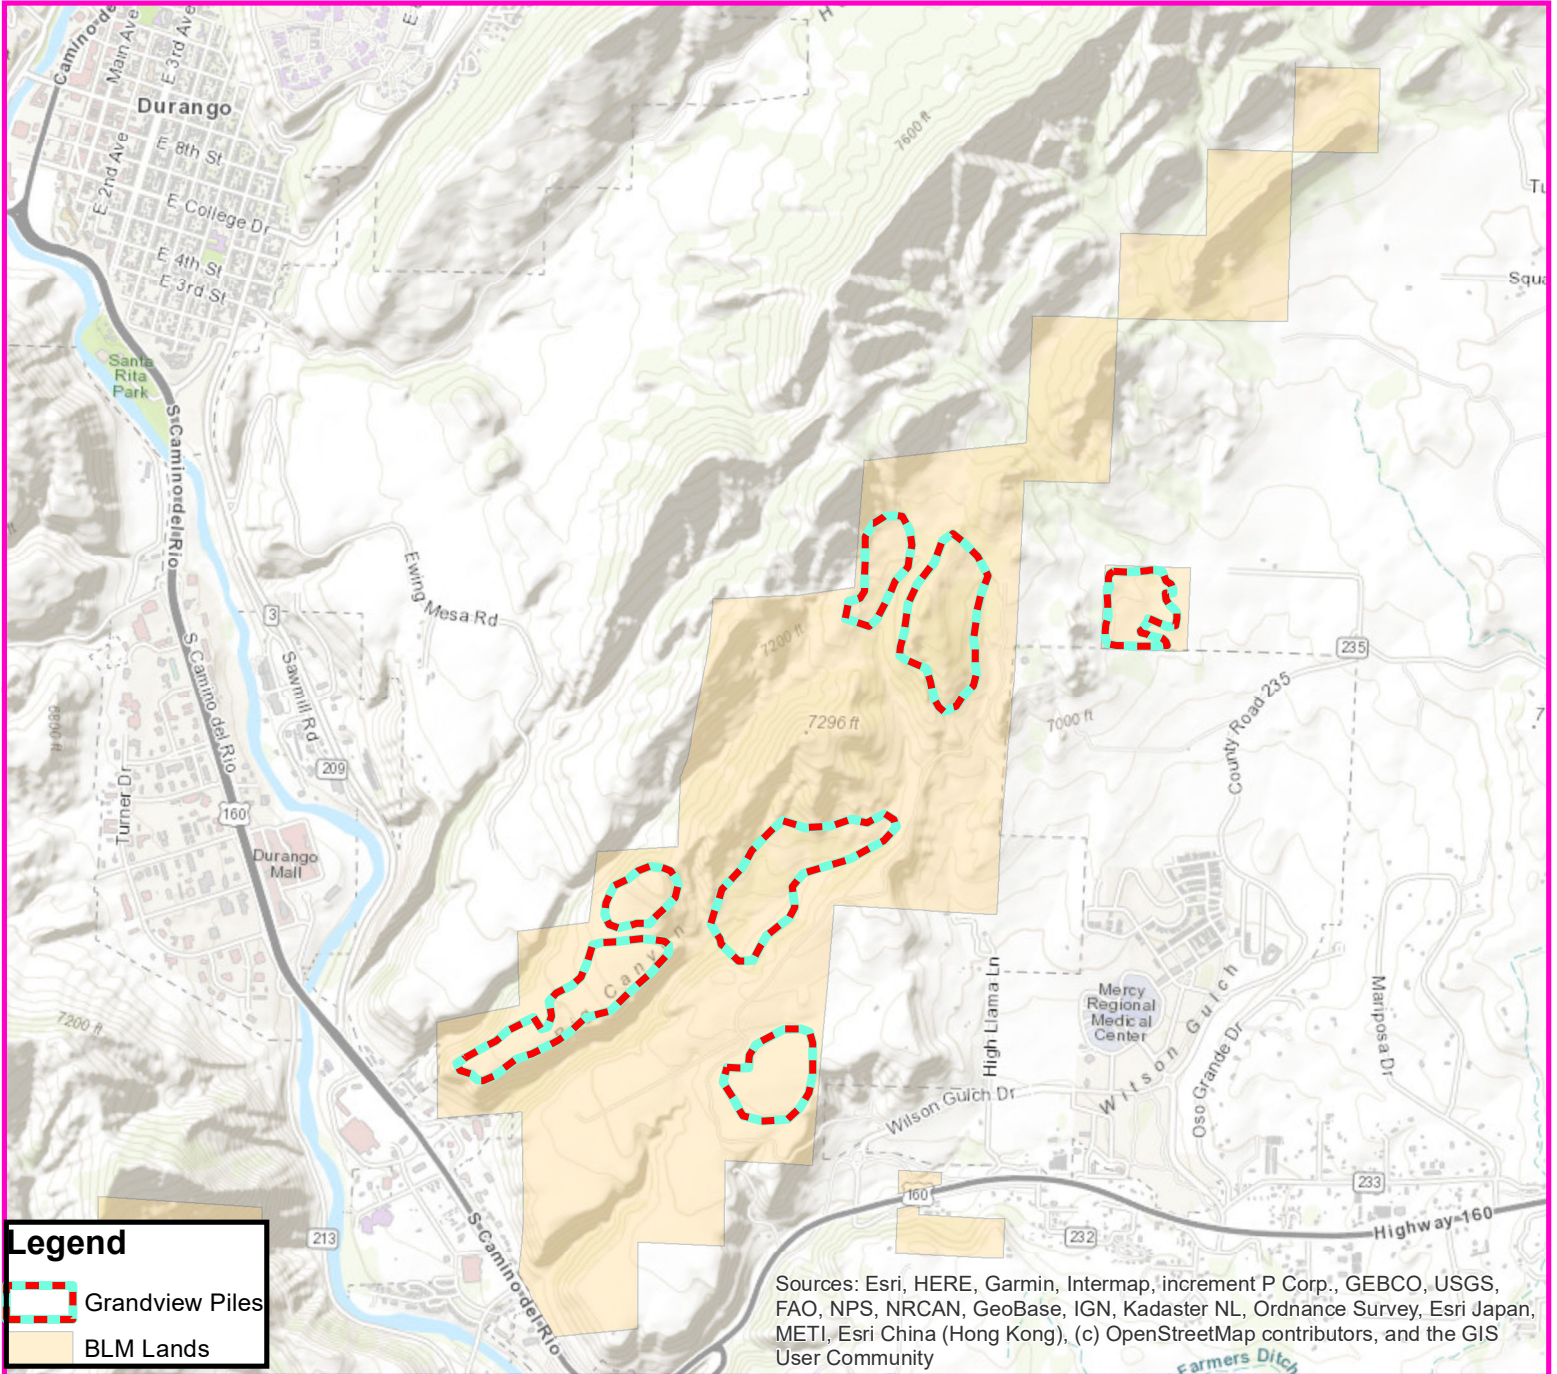 Camino de
Main Ave
E 3rd Ave
Durango
E 8th St
E 2nd Ave
E College Dr
E 4th St
E 3rd St
7600 ft
Santa
Rita
Park
S Camino del Rio
Ewing Mesa Rd
3
Sawmill Rd
S Camino del Rio
6800 ft
209
Turner Dr
160
Durango
Mall
7200 ft
7296 ft
7000 ft
235
County Road 235
Mercy
Regional
Medical
Center
High Llama Ln
Wilson Gulch
Mariposa Dr
Oso Grande Dr
Wilson Gulch Dr
7200 ft
160
233
Highway 160
232
213
S Camino del Rio
Legend
Grandview Piles
BLM Lands
Sources: Esri, HERE, Garmin, Intermap, increment P Corp., GEBCO, USGS,
FAO, NPS, NRCAN, GeoBase, IGN, Kadaster NL, Ordnance Survey, Esri Japan,
METI, Esri China (Hong Kong), (c) OpenStreetMap contributors, and the GIS
User Community
Farmers Ditch